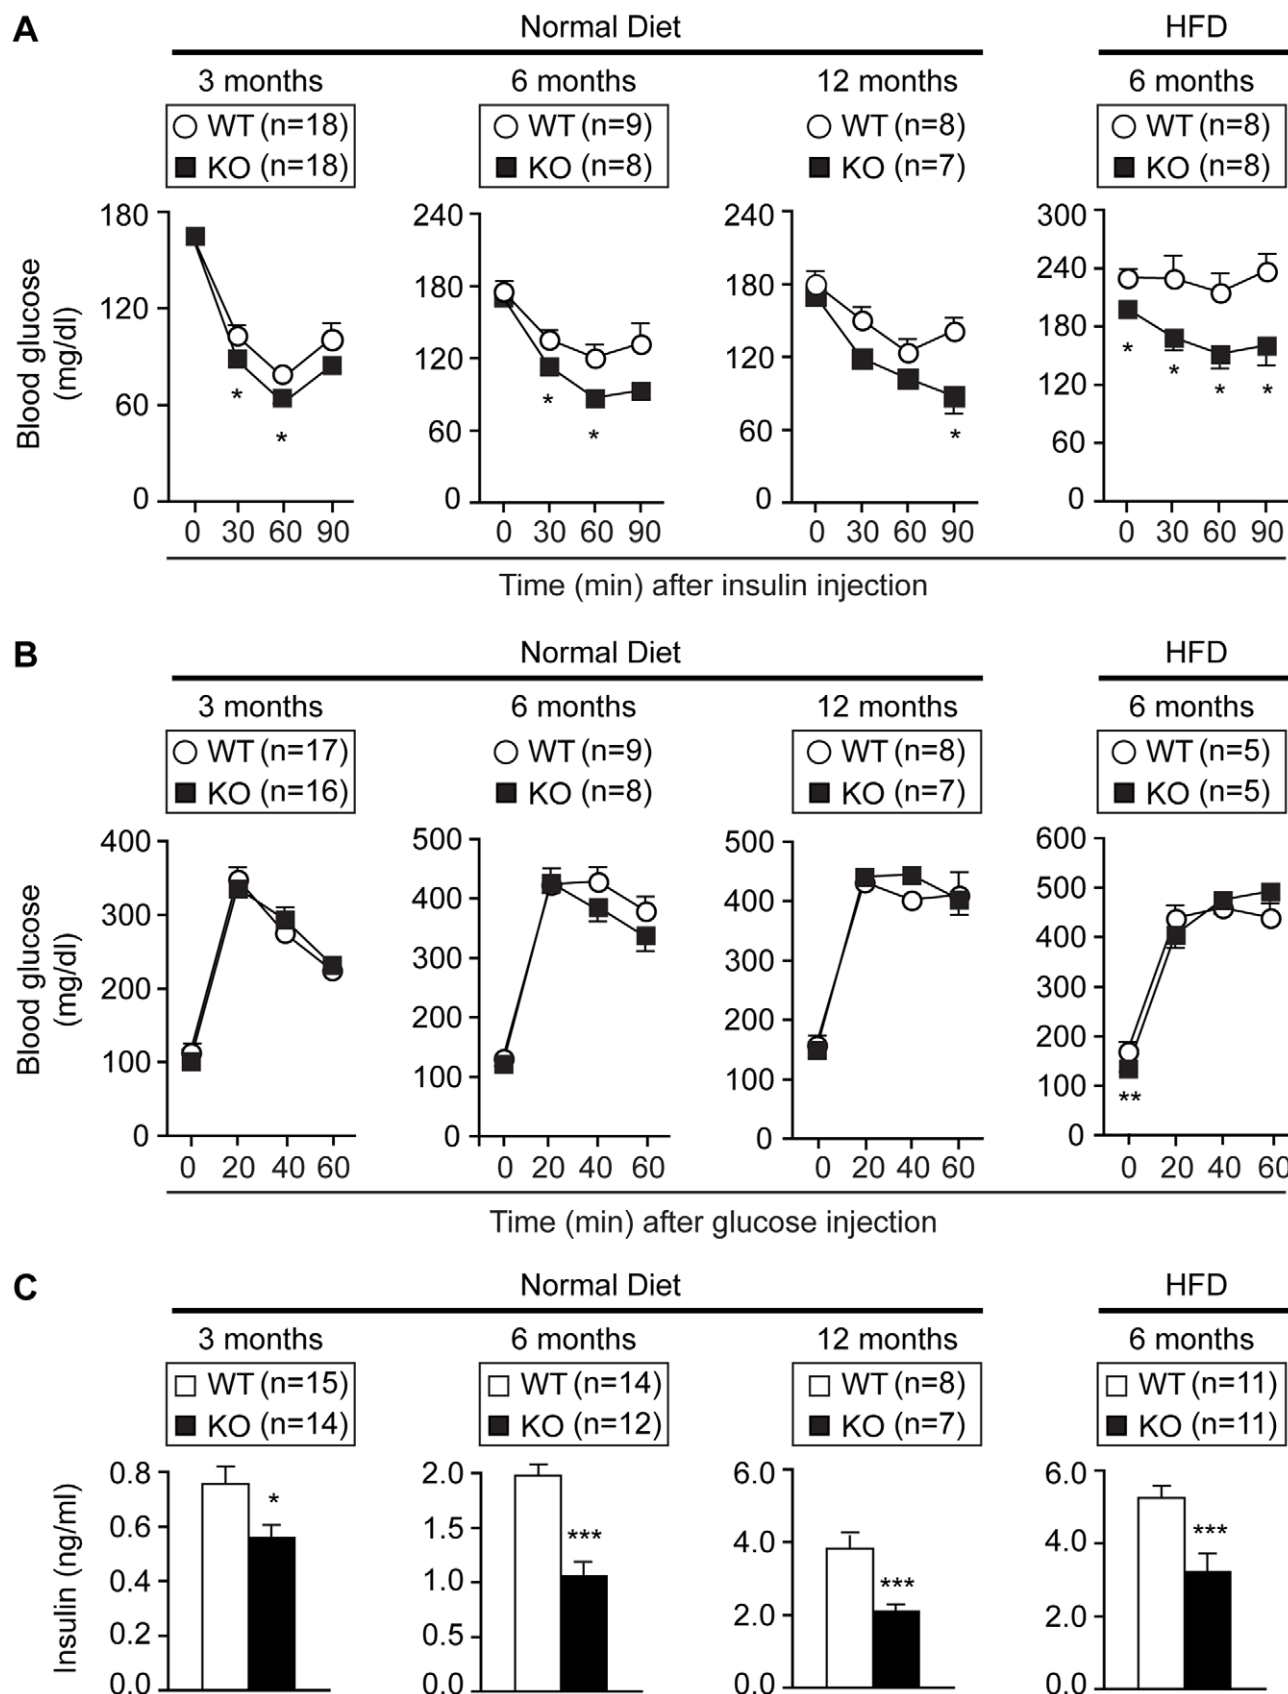 A
Normal Diet
HFD
3 months
6 months
12 months
6 months
WT (n=18)
KO (n=18)
WT (n=9)
KO (n=8)
WT (n=8)
KO (n=7)
WT (n=8)
KO (n=8)
Blood glucose
(mg/dl)
180
120
60
0
240
180
120
60
0
240
180
120
60
0
300
240
180
120
60
0
* *
* *
*
* * * *
0 30 60 90
0 30 60 90
0 30 60 90
0 30 60 90
Time (min) after insulin injection
B
Normal Diet
HFD
3 months
6 months
12 months
6 months
WT (n=17)
KO (n=16)
WT (n=9)
KO (n=8)
WT (n=8)
KO (n=7)
WT (n=5)
KO (n=5)
Blood glucose
(mg/dl)
400
300
200
100
0
500
400
300
200
100
0
500
400
300
200
100
0
600
500
400
300
200
100
0
**
0 20 40 60
0 20 40 60
0 20 40 60
0 20 40 60
Time (min) after glucose injection
C
Normal Diet
HFD
3 months
6 months
12 months
6 months
WT (n=15)
KO (n=14)
WT (n=14)
KO (n=12)
WT (n=8)
KO (n=7)
WT (n=11)
KO (n=11)
Insulin (ng/ml)
0.8
0.6
0.4
0.2
0.0
*
2.0
1.5
1.0
0.5
0.0
***
6.0
4.0
2.0
0.0
***
6.0
4.0
2.0
0.0
***